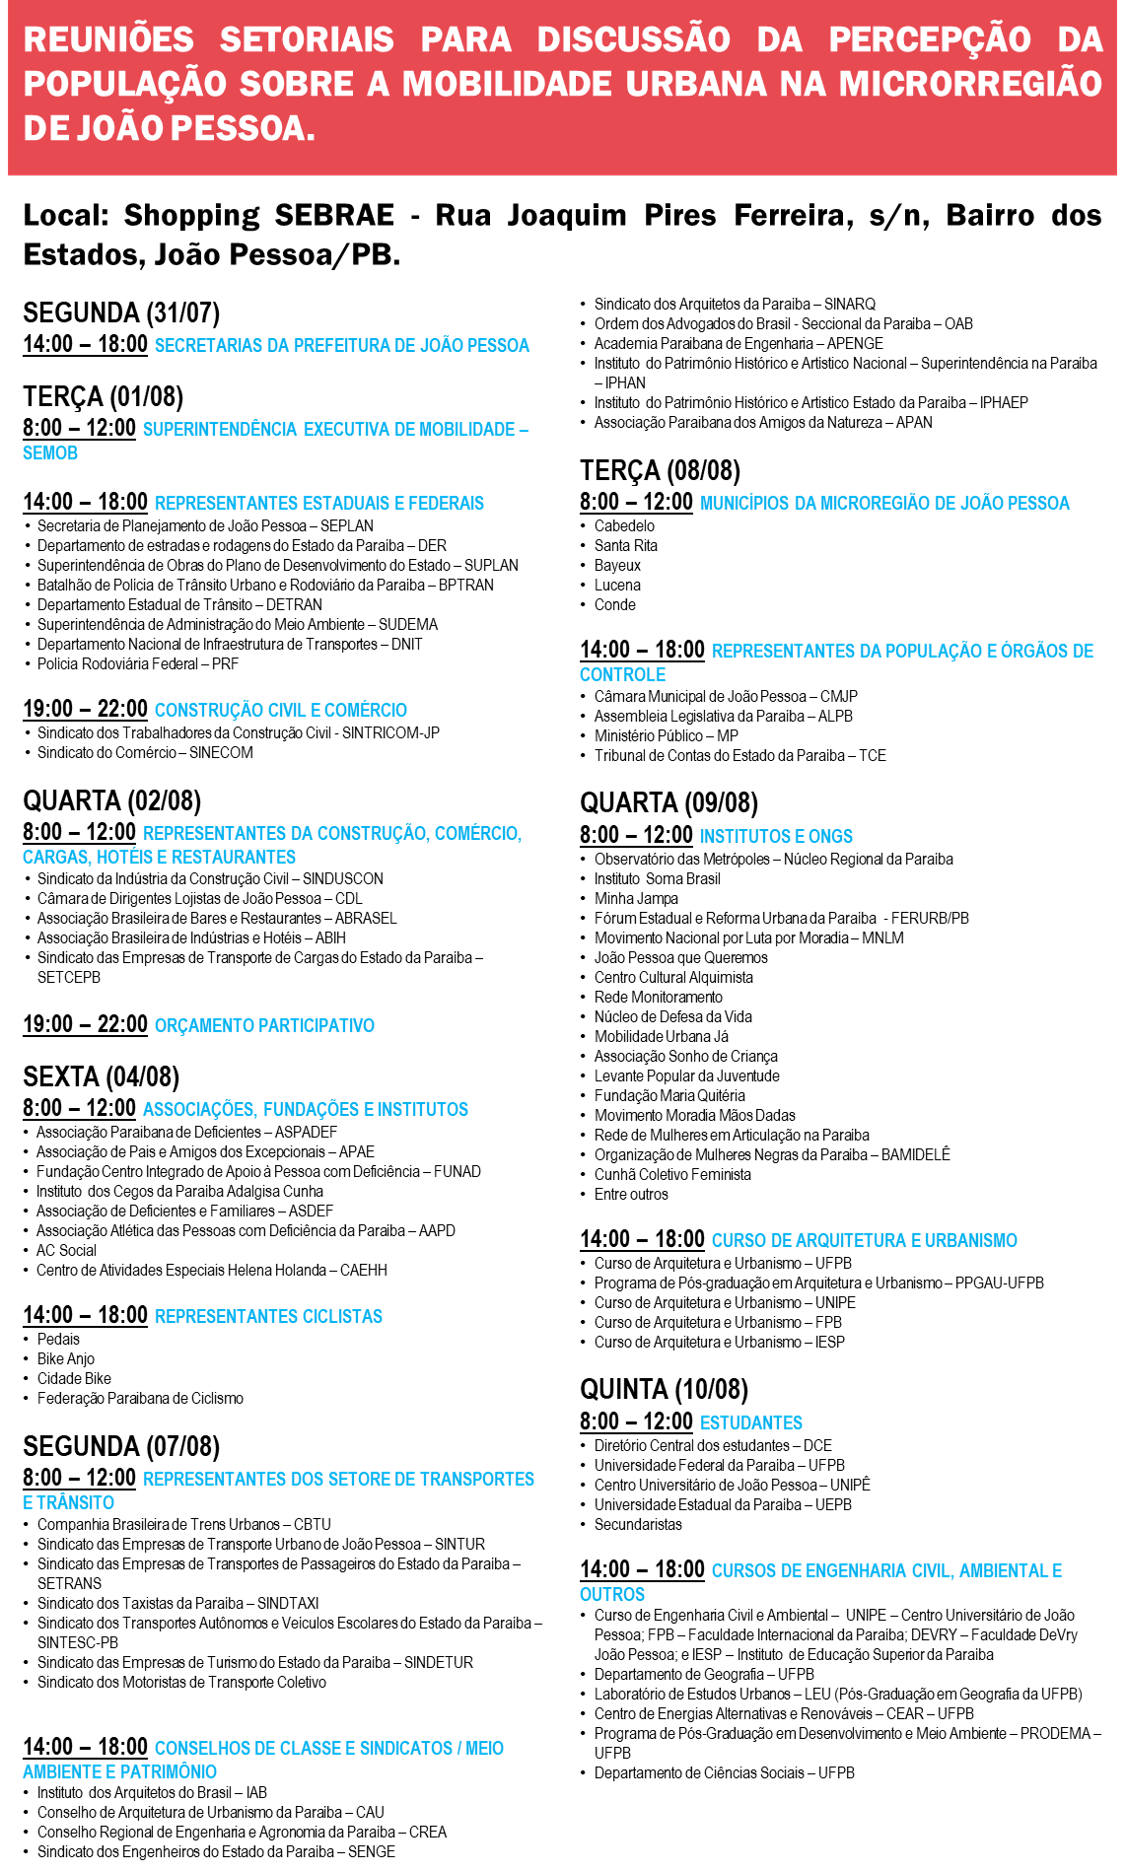 REUNIÕES SETORIAIS PARA DISCUSSÃO DA PERCEPÇÃO DA
POPULAÇÃO SOBRE A MOBILIDADE URBANA NA MICRORREGIÃO
DE JOÃO PESSOA.
Local: Shopping SEBRAE - Rua Joaquim Pires Ferreira, s/n, Bairro dos
Estados, João Pessoa/PB.
SEGUNDA (31/07)
14:00 – 18:00 SECRETARIAS DA PREFEITURA DE JOÃO PESSOA
TERÇA (01/08)
8:00 – 12:00 SUPERINTENDÊNCIA EXECUTIVA DE MOBILIDADE –
SEMOB
14:00 – 18:00 REPRESENTANTES ESTADUAIS E FEDERAIS
• Secretaria de Planejamento de João Pessoa – SEPLAN
• Departamento de estradas e rodagens do Estado da Paraiba – DER
• Superintendência de Obras do Plano de Desenvolvimento do Estado – SUPLAN
• Batalhão de Policia de Trânsito Urbano e Rodoviário da Paraiba – BPTRAN
• Departamento Estadual de Trânsito – DETRAN
• Superintendência de Administração do Meio Ambiente – SUDEMA
• Departamento Nacional de Infraestrutura de Transportes – DNIT
• Policia Rodoviária Federal – PRF
19:00 – 22:00 CONSTRUÇÃO CIVIL E COMÉRCIO
• Sindicato dos Trabalhadores da Construção Civil - SINTRICOM-JP
• Sindicato do Comércio – SINECOM
QUARTA (02/08)
8:00 – 12:00 REPRESENTANTES DA CONSTRUÇÃO, COMÉRCIO,
CARGAS, HOTÉIS E RESTAURANTES
• Sindicato da Indústria da Construção Civil – SINDUSCON
• Câmara de Dirigentes Lojistas de João Pessoa – CDL
• Associação Brasileira de Bares e Restaurantes – ABRASEL
• Associação Brasileira de Indústrias e Hotéis – ABIH
• Sindicato das Empresas de Transporte de Cargas do Estado da Paraiba –
SETCEPB
19:00 – 22:00 ORÇAMENTO PARTICIPATIVO
SEXTA (04/08)
8:00 – 12:00 ASSOCIAÇÕES, FUNDAÇÕES E INSTITUTOS
• Associação Paraibana de Deficientes – ASPADEF
• Associação de Pais e Amigos dos Excepcionais – APAE
• Fundação Centro Integrado de Apoio à Pessoa com Deficiência – FUNAD
• Instituto dos Cegos da Paraiba Adalgisa Cunha
• Associação de Deficientes e Familiares – ASDEF
• Associação Atlética das Pessoas com Deficiência da Paraiba – AAPD
• AC Social
• Centro de Atividades Especiais Helena Holanda – CAEHH
14:00 – 18:00 REPRESENTANTES CICLISTAS
• Pedais
• Bike Anjo
• Cidade Bike
• Federação Paraibana de Ciclismo
SEGUNDA (07/08)
8:00 – 12:00 REPRESENTANTES DOS SETORE DE TRANSPORTES
E TRÂNSITO
• Companhia Brasileira de Trens Urbanos – CBTU
• Sindicato das Empresas de Transporte Urbano de João Pessoa – SINTUR
• Sindicato das Empresas de Transportes de Passageiros do Estado da Paraiba –
SETRANS
• Sindicato dos Taxistas da Paraiba – SINDTAXI
• Sindicato dos Transportes Autônomos e Veiculos Escolares do Estado da Paraiba –
SINTESC-PB
• Sindicato das Empresas de Turismo do Estado da Paraiba – SINDETUR
• Sindicato dos Motoristas de Transporte Coletivo
14:00 – 18:00 CONSELHOS DE CLASSE E SINDICATOS / MEIO
AMBIENTE E PATRIMÔNIO
• Instituto dos Arquitetos do Brasil – IAB
• Conselho de Arquitetura de Urbanismo da Paraiba – CAU
• Conselho Regional de Engenharia e Agronomia da Paraiba – CREA
• Sindicato dos Engenheiros do Estado da Paraiba – SENGE
• Sindicato dos Arquitetos da Paraiba – SINARQ
• Ordem dos Advogados do Brasil - Seccional da Paraiba – OAB
• Academia Paraibana de Engenharia – APENGE
• Instituto do Patrimônio Histórico e Artistico Nacional – Superintendência na Paraiba
– IPHAN
• Instituto do Patrimônio Histórico e Artistico Estado da Paraiba – IPHAEP
• Associação Paraibana dos Amigos da Natureza – APAN
TERÇA (08/08)
8:00 – 12:00 MUNICÍPIOS DA MICROREGIÃO DE JOÃO PESSOA
• Cabedelo
• Santa Rita
• Bayeux
• Lucena
• Conde
14:00 – 18:00 REPRESENTANTES DA POPULAÇÃO E ÓRGÃOS DE
CONTROLE
• Câmara Municipal de João Pessoa – CMJP
• Assembleia Legislativa da Paraiba – ALPB
• Ministério Público – MP
• Tribunal de Contas do Estado da Paraiba – TCE
QUARTA (09/08)
8:00 – 12:00 INSTITUTOS E ONGS
• Observatório das Metrópoles – Núcleo Regional da Paraiba
• Instituto Soma Brasil
• Minha Jampa
• Fórum Estadual e Reforma Urbana da Paraiba - FERURB/PB
• Movimento Nacional por Luta por Moradia – MNLM
• João Pessoa que Queremos
• Centro Cultural Alquimista
• Rede Monitoramento
• Núcleo de Defesa da Vida
• Mobilidade Urbana Já
• Associação Sonho de Criança
• Levante Popular da Juventude
• Fundação Maria Quitéria
• Movimento Moradia Mãos Dadas
• Rede de Mulheres em Articulação na Paraiba
• Organização de Mulheres Negras da Paraiba – BAMIDELÊ
• Cunhã Coletivo Feminista
• Entre outros
14:00 – 18:00 CURSO DE ARQUITETURA E URBANISMO
• Curso de Arquitetura e Urbanismo – UFPB
• Programa de Pós-graduação em Arquitetura e Urbanismo – PPGAU-UFPB
• Curso de Arquitetura e Urbanismo – UNIPE
• Curso de Arquitetura e Urbanismo – FPB
• Curso de Arquitetura e Urbanismo – IESP
QUINTA (10/08)
8:00 – 12:00 ESTUDANTES
• Diretório Central dos estudantes – DCE
• Universidade Federal da Paraiba – UFPB
• Centro Universitário de João Pessoa – UNIPÊ
• Universidade Estadual da Paraiba – UEPB
• Secundaristas
14:00 – 18:00 CURSOS DE ENGENHARIA CIVIL, AMBIENTAL E
OUTROS
• Curso de Engenharia Civil e Ambiental – UNIPE – Centro Universitário de João
Pessoa; FPB – Faculdade Internacional da Paraiba; DEVRY – Faculdade DeVry
João Pessoa; e IESP – Instituto de Educação Superior da Paraiba
• Departamento de Geografia – UFPB
• Laboratório de Estudos Urbanos – LEU (Pós-Graduação em Geografia da UFPB)
• Centro de Energias Alternativas e Renováveis – CEAR – UFPB
• Programa de Pós-Graduação em Desenvolvimento e Meio Ambiente – PRODEMA –
UFPB
• Departamento de Ciências Sociais – UFPB